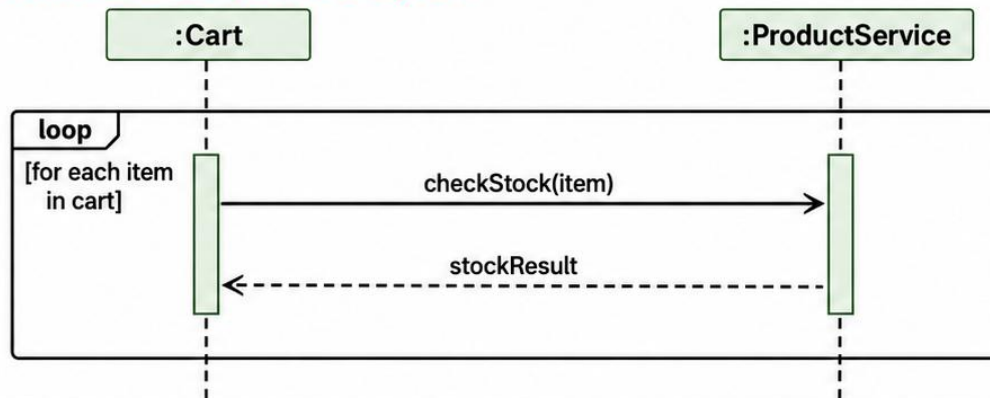 :Cart
:ProductService
loop
[for each item
in cart]
checkStock(item)
stockResult